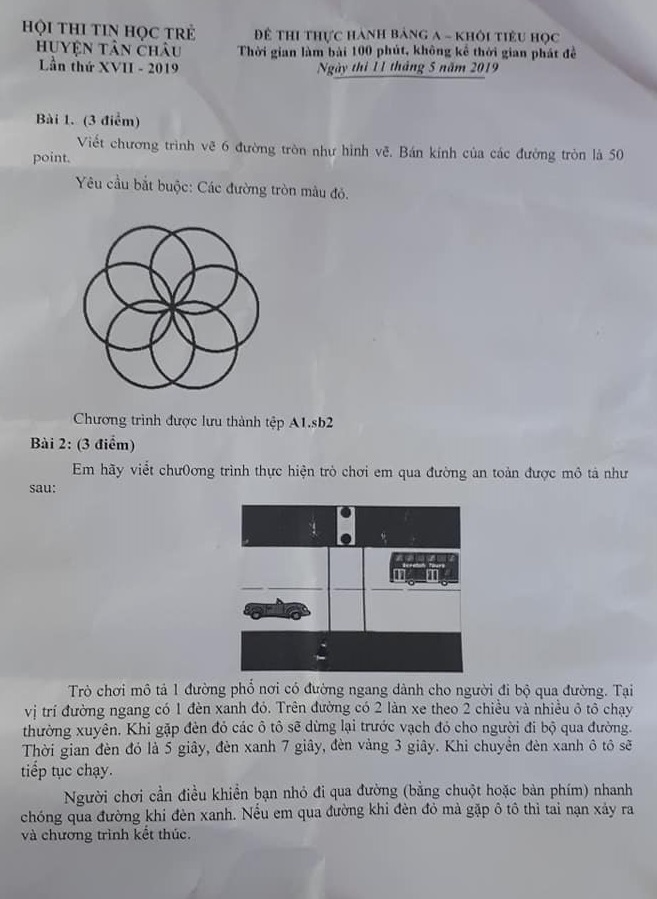 HỘI THI TIN HỌC TRẺ
HUYỆN TÂN CHÂU
Lần thứ XVII - 2019
ĐỀ THI THỰC HÀNH BẢNG A – KHỐI TIỂU HỌC
Thời gian làm bài 100 phút, không kể thời gian phát đề
Ngày thi 11 tháng 5 năm 2019
Bài 1. (3 điểm)
Viết chương trình vẽ 6 đường tròn như hình vẽ. Bán kính của các đường tròn là 50
point.
Yêu cầu bắt buộc: Các đường tròn màu đỏ.
Chương trình được lưu thành tệp A1.sb2
Bài 2: (3 điểm)
Em hãy viết chư0ơng trình thực hiện trò chơi em qua đường an toàn được mô tả như
sau:
Trò chơi mô tả 1 đường phố nơi có đường ngang dành cho người đi bộ qua đường. Tại
vị trí đường ngang có 1 đèn xanh đỏ. Trên đường có 2 làn xe theo 2 chiều và nhiều ô tô chạy
thường xuyên. Khi gặp đèn đỏ các ô tô sẽ dừng lại trước vạch đỏ cho người đi bộ qua đường.
Thời gian đèn đỏ là 5 giây, đèn xanh 7 giây, đèn vàng 3 giây. Khi chuyển đèn xanh ô tô sẽ
tiếp tục chạy.
Người chơi cần điều khiển bạn nhỏ đi qua đường (bằng chuột hoặc bàn phím) nhanh
chóng qua đường khi đèn xanh. Nếu em qua đường khi đèn đỏ mà gặp ô tô thì tai nạn xảy ra
và chương trình kết thúc.